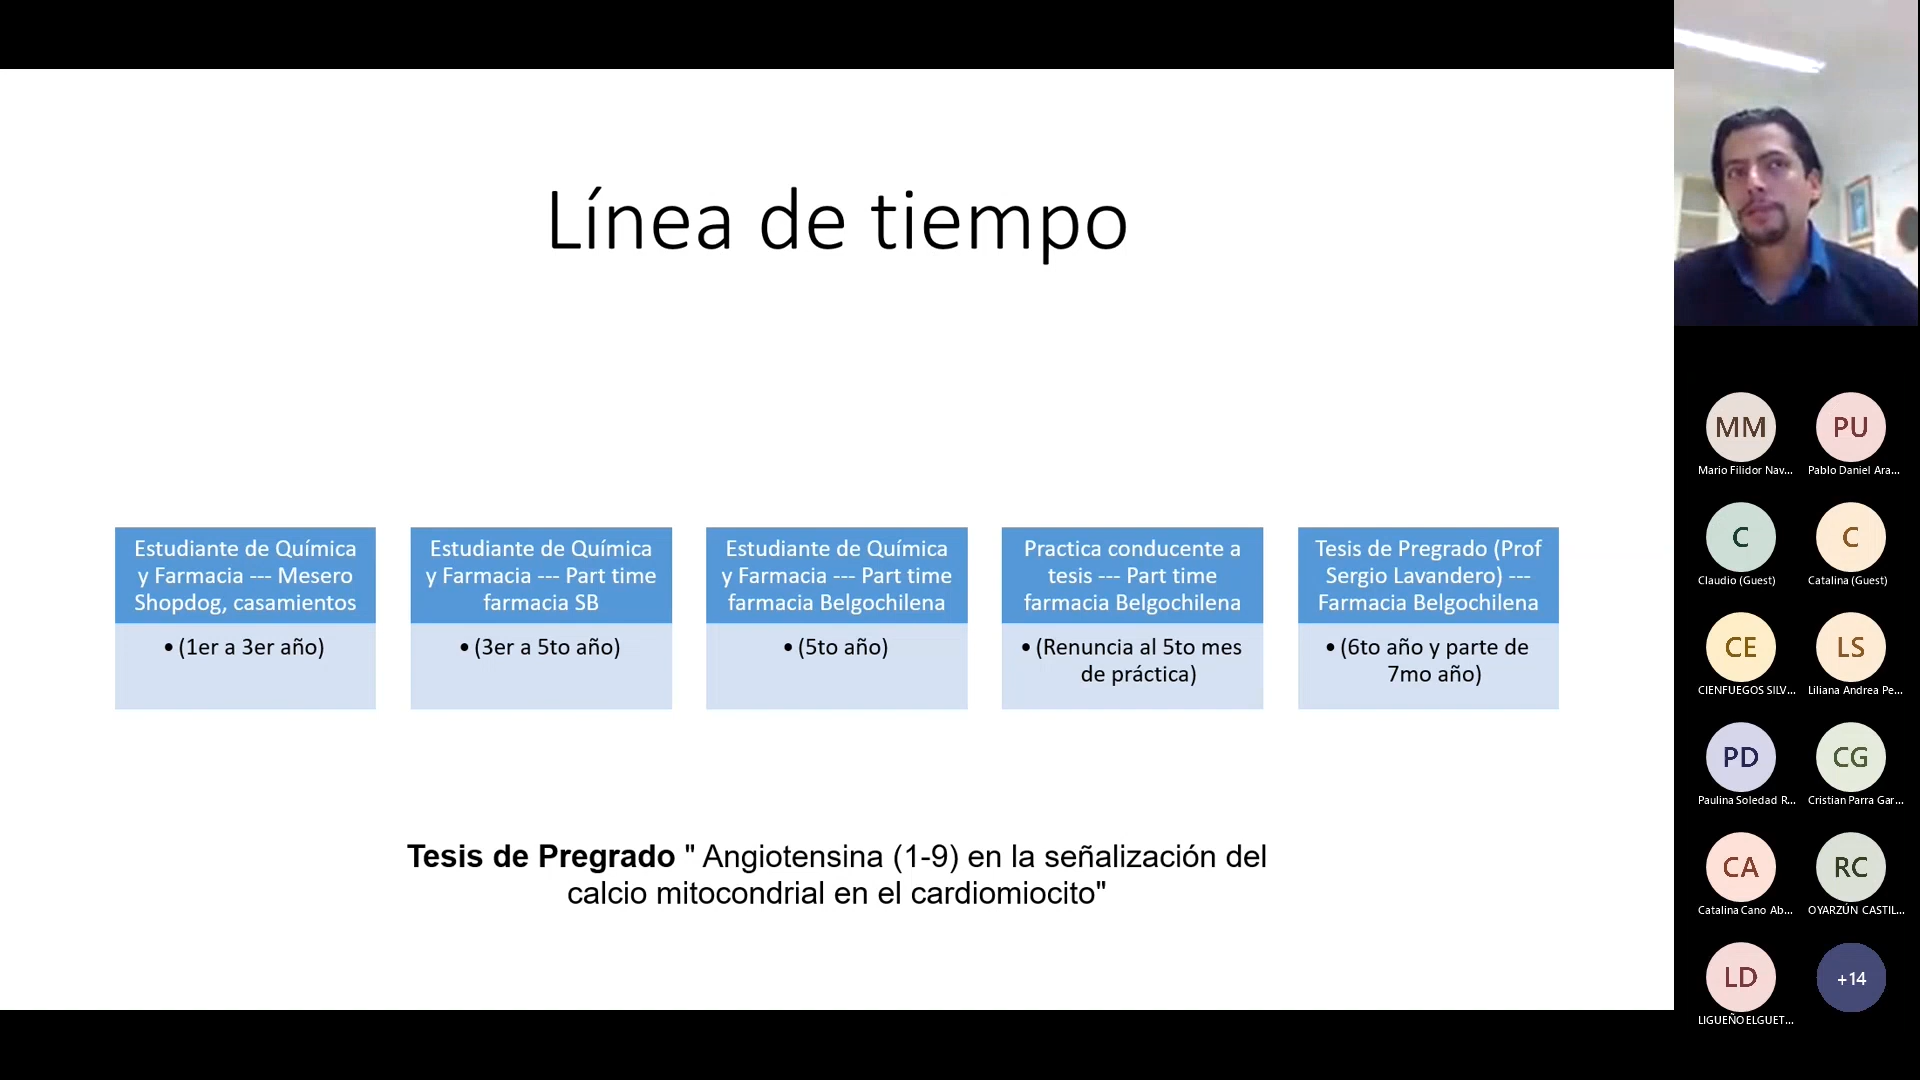 Línea de tiempo
Estudiante de Química
y Farmacia --- Mesero
Shopdog, casamientos
• (1er a 3er año)
Estudiante de Química
y Farmacia --- Part time
farmacia SB
• (3er a 5to año)
Estudiante de Química
y Farmacia --- Part time
farmacia Belgochilena
• (5to año)
Practica conducente a
tesis --- Part time
farmacia Belgochilena
• (Renuncia al 5to mes
de práctica)
Tesis de Pregrado (Prof
Sergio Lavandero) ---
Farmacia Belgochilena
• (6to año y parte de
7mo año)
Tesis de Pregrado " Angiotensina (1-9) en la señalización del
calcio mitocondrial en el cardiomiocito"
MM
Mario Filidor Nav...
PU
Pablo Daniel Ara...
C
Claudio (Guest)
C
Catalina (Guest)
CE
CIENFUEGOS SILV...
LS
Liliana Andrea Pe...
PD
Paulina Soledad R...
CG
Cristian Parra Gar...
CA
Catalina Cano Ab...
RC
OYARZÚN CASTIL...
LD
LIGUEÑO ELGUET...
+14